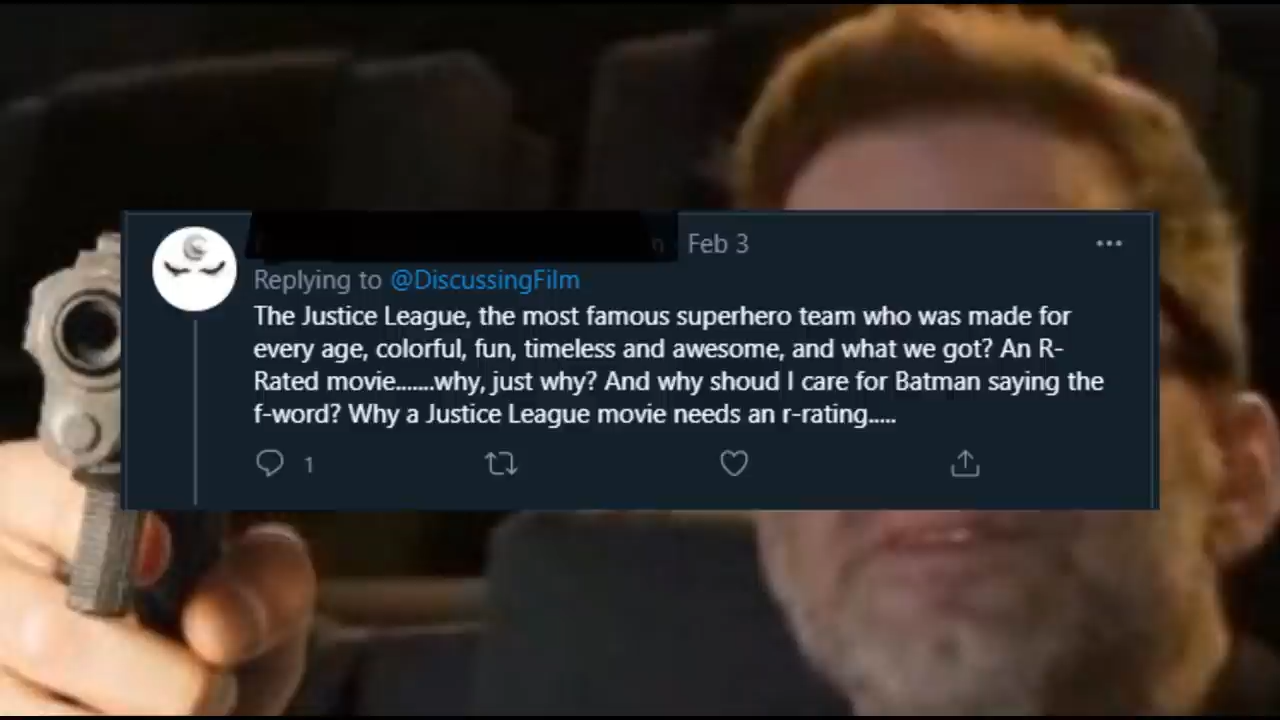 Feb 3
Replying to @DiscussingFilm
The Justice League, the most famous superhero team who was made for
every age, colorful, fun, timeless and awesome, and what we got? An R-
Rated movie.......why, just why? And why shoud I care for Batman saying the
f-word? Why a Justice League movie needs an r-rating.....
1